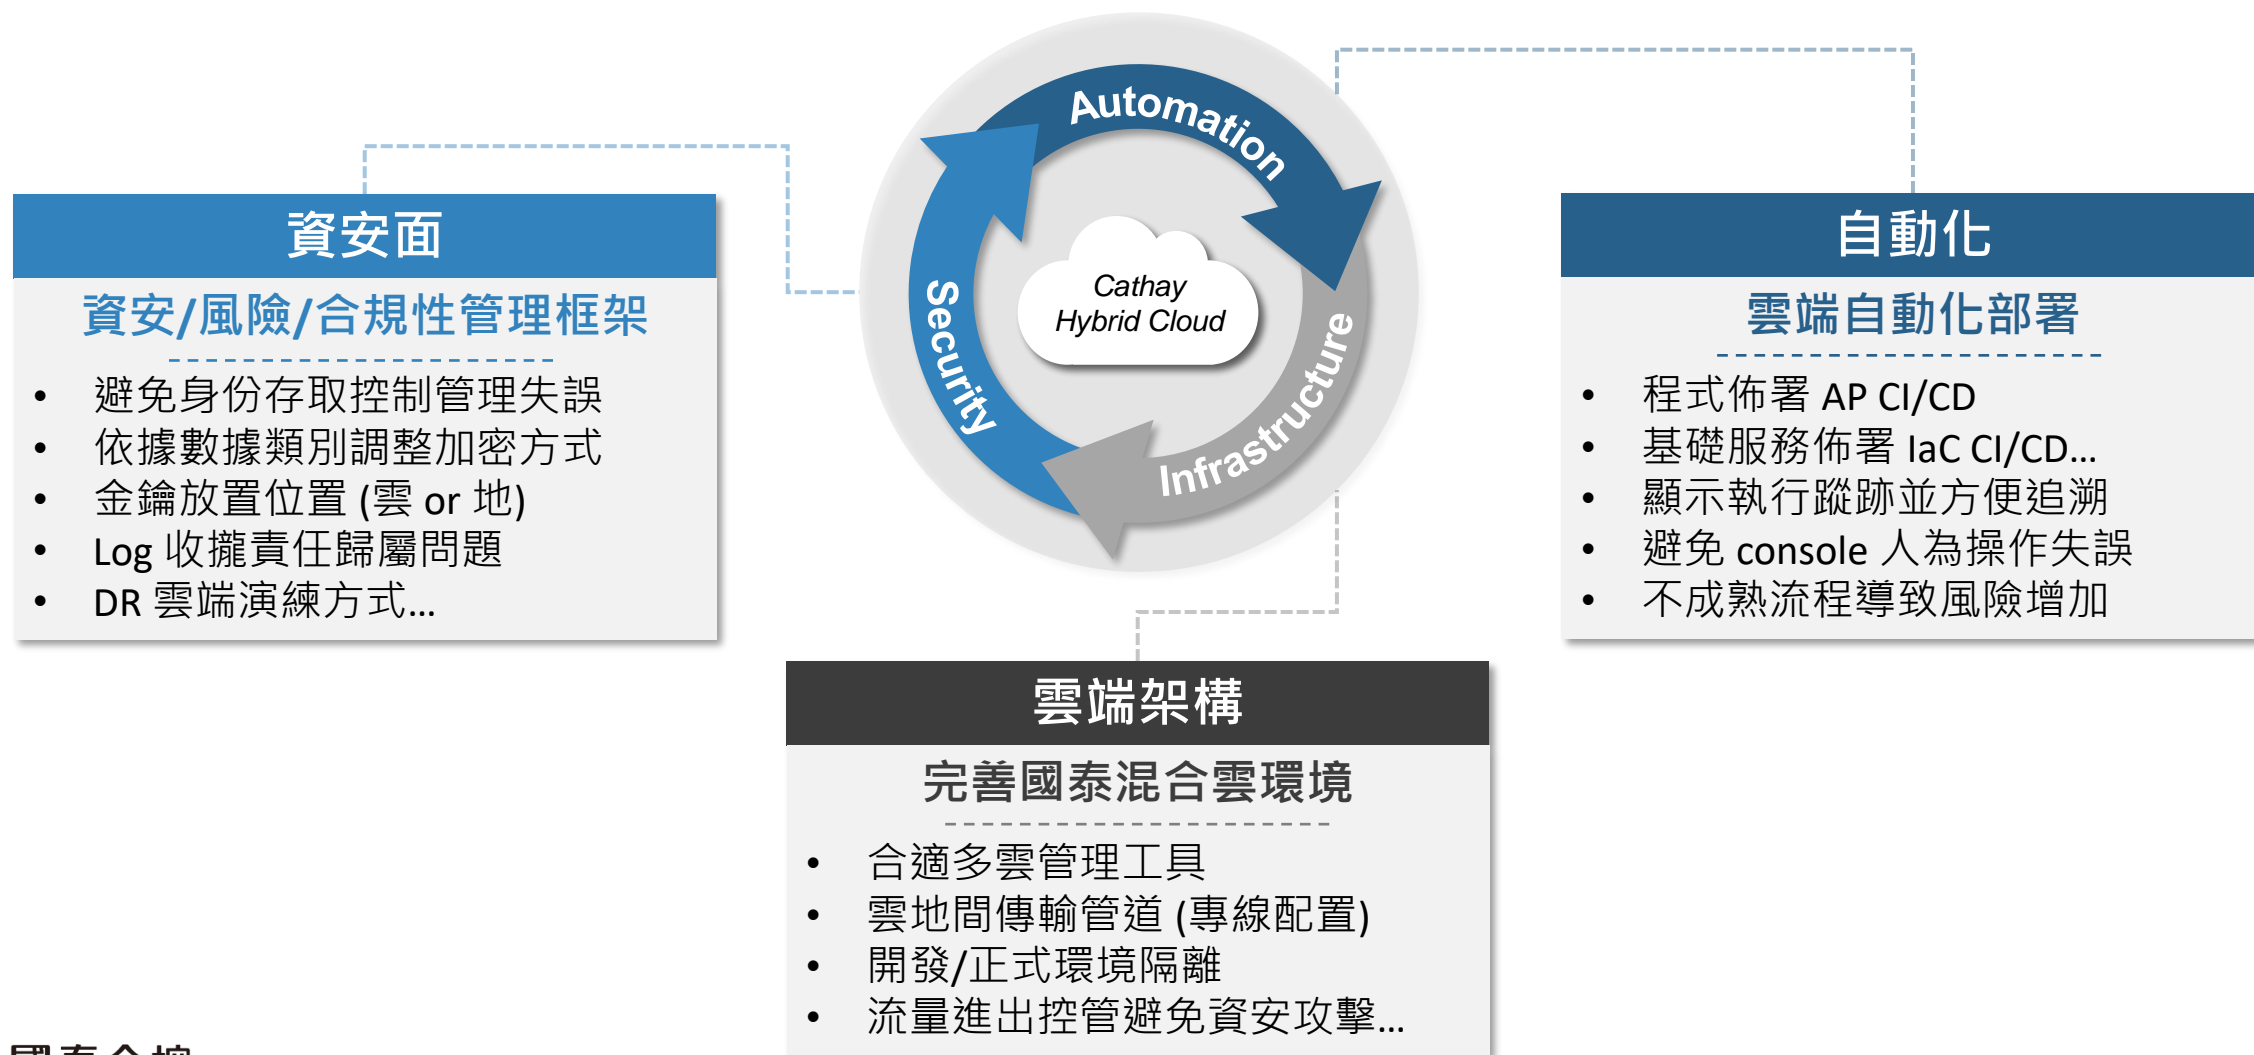 Automation
Security
Infrastructure
Cathay
Hybrid Cloud
資安面
資安/風險/合規性管理框架
• 避免身份存取控制管理失誤
• 依據數據類別調整加密方式
• 金鑰放置位置 (雲 or 地)
• Log 收攏責任歸屬問題
• DR 雲端演練方式...
自動化
雲端自動化部署
• 程式佈署 AP CI/CD
• 基礎服務佈署 IaC CI/CD...
• 顯示執行蹤跡並方便追溯
• 避免 console 人為操作失誤
• 不成熟流程導致風險增加
雲端架構
完善國泰混合雲環境
• 合適多雲管理工具
• 雲地間傳輸管道 (專線配置)
• 開發/正式環境隔離
• 流量進出控管避免資安攻擊...
國泰金控